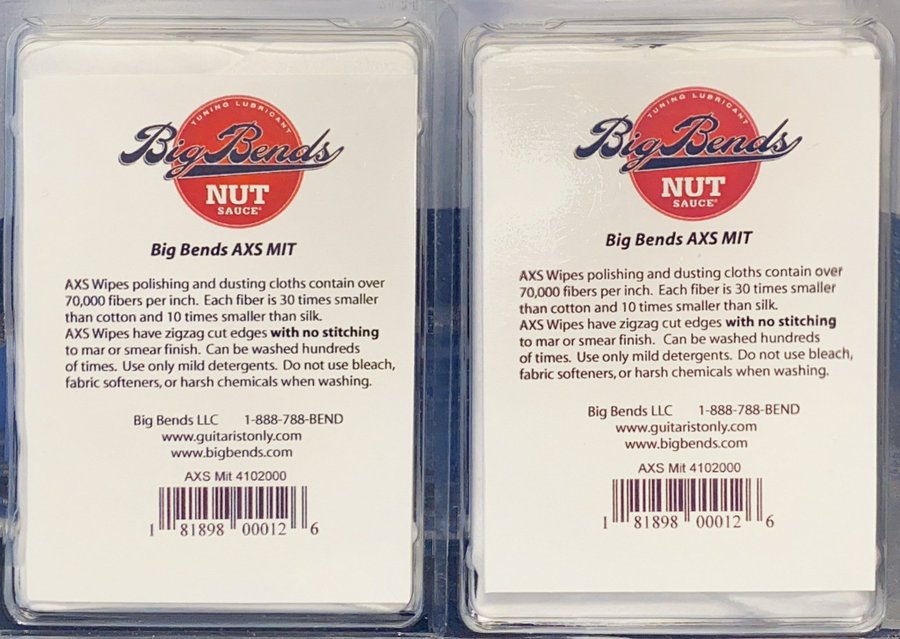 TUNING LUBRICANT
Big Bends
NUT
SAUCE®
Big Bends AXS MIT
AXS Wipes polishing and dusting cloths contain over
70,000 fibers per inch. Each fiber is 30 times smaller
than cotton and 10 times smaller than silk.
AXS Wipes have zigzag cut edges with no stitching
to mar or smear finish. Can be washed hundreds
of times. Use only mild detergents. Do not use bleach,
fabric softeners, or harsh chemicals when washing.
Big Bends LLC 1-888-788-BEND
www.guitaristonly.com
www.bigbends.com
AXS Mit 4102000
1 81898 00012 6
TUNING LUBRICANT
Big Bends
NUT
SAUCE®
Big Bends AXS MIT
AXS Wipes polishing and dusting cloths contain over
70,000 fibers per inch. Each fiber is 30 times smaller
than cotton and 10 times smaller than silk.
AXS Wipes have zigzag cut edges with no stitching
to mar or smear finish. Can be washed hundreds
of times. Use only mild detergents. Do not use bleach,
fabric softeners, or harsh chemicals when washing.
Big Bends LLC 1-888-788-BEND
www.guitaristonly.com
www.bigbends.com
AXS Mit 4102000
1 81898 00012 6